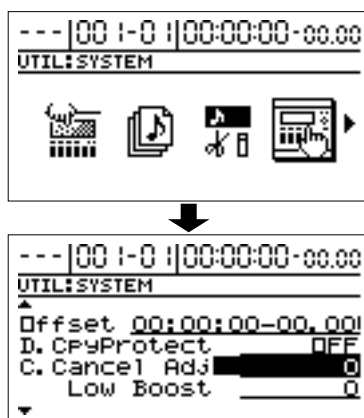 ---|001-01|00:00:00-00.00
UTIL:SYSTEM
---|001-01|00:00:00-00.00
UTIL:SYSTEM
Offset 00:00:00-00.00
D.CpyProtect OFF
C.Cancel Adj 0
Low Boost 0